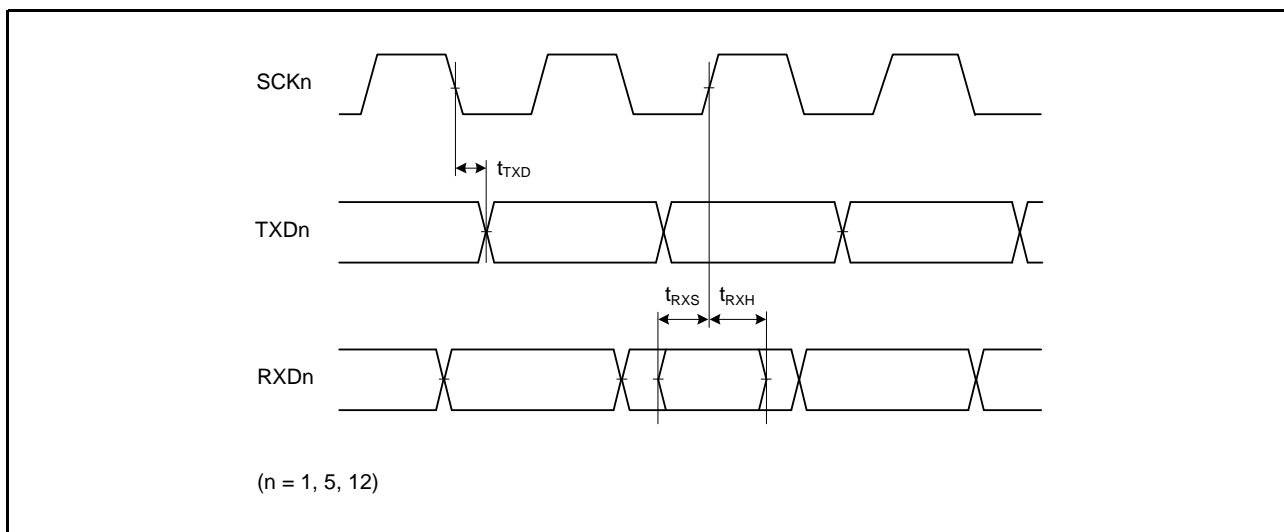 SCKn
tTXD
TXDn
tRXS tRXH
RXDn
(n = 1, 5, 12)